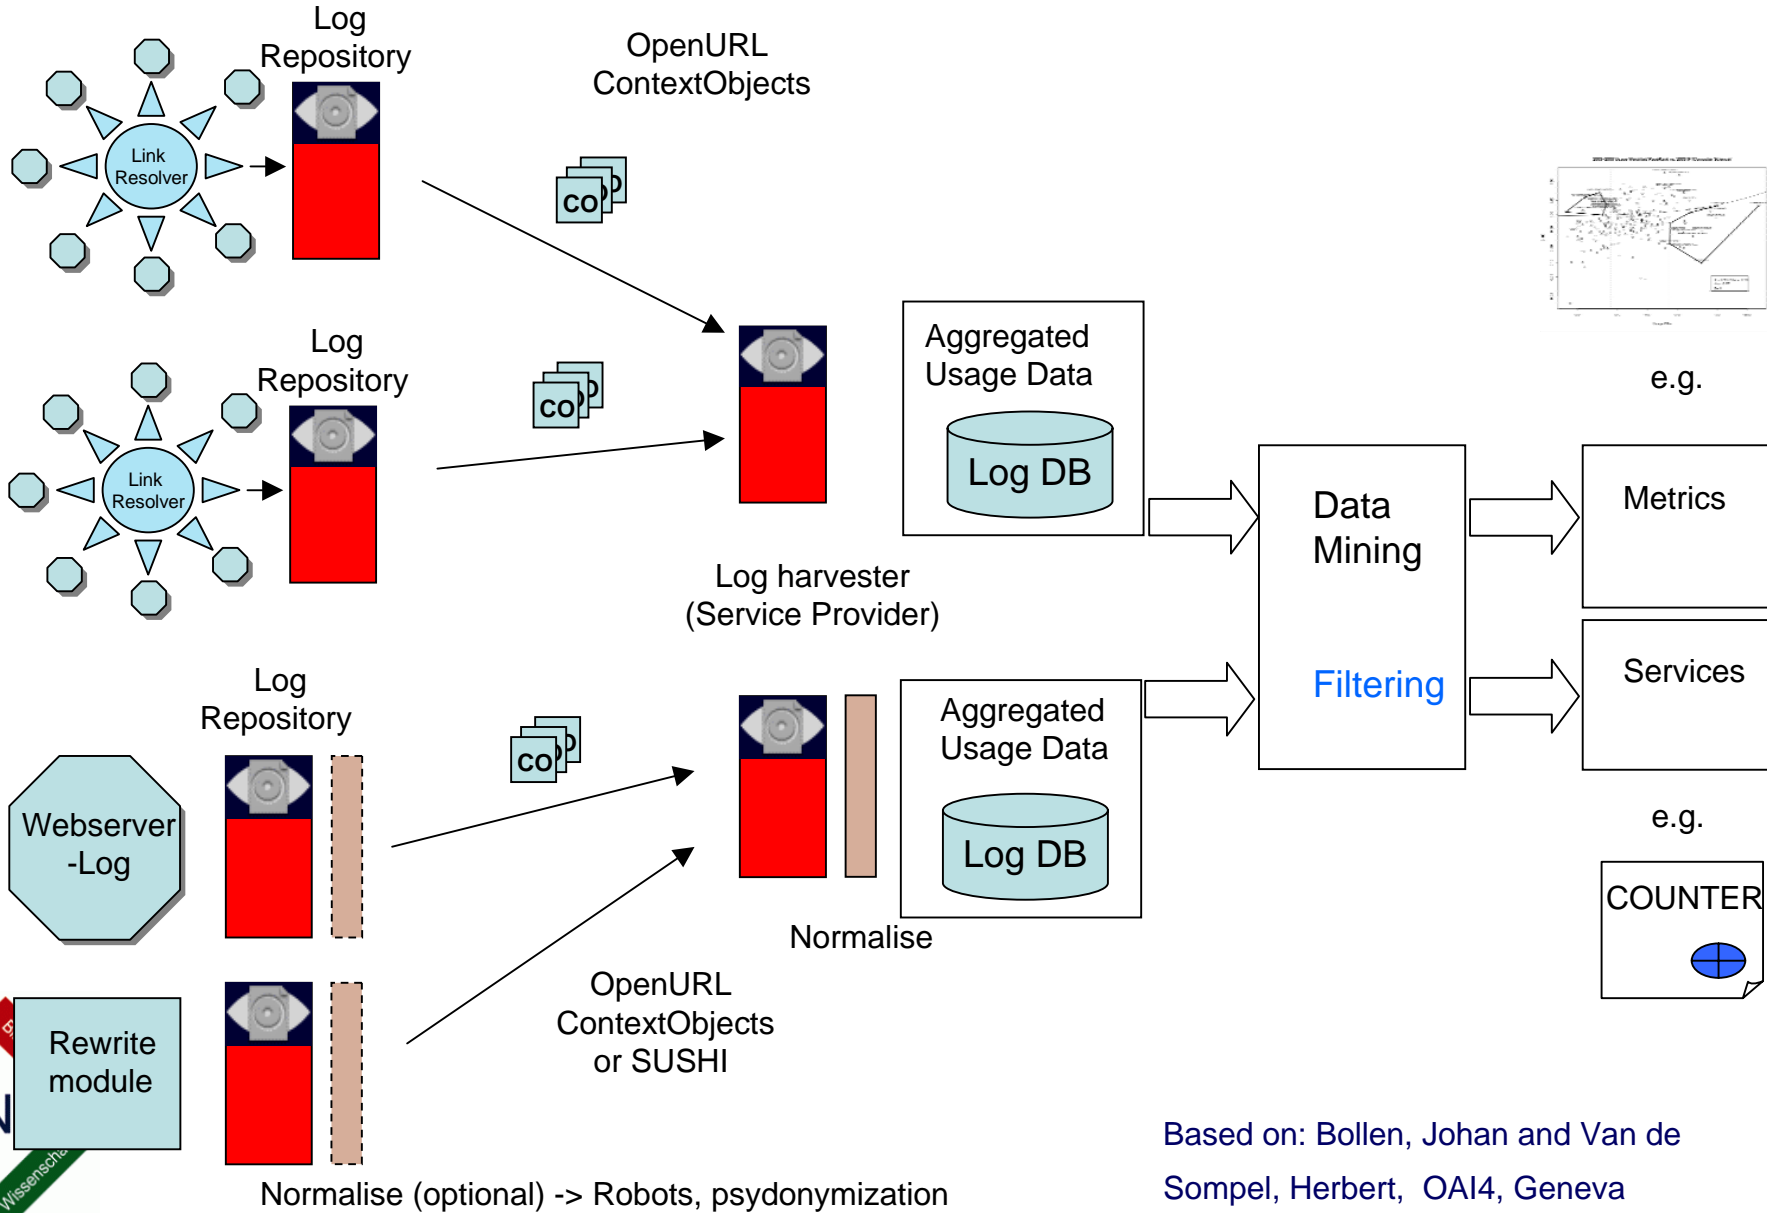 Log
Repository
OpenURL
ContextObjects
Link
Resolver
CO
Log
Repository
Link
Resolver
CO
Aggregated
Usage Data
Log DB
e.g.
Data
Mining
Filtering
Metrics
Services
Log harvester
(Service Provider)
Log
Repository
CO
Webserver
-Log
Aggregated
Usage Data
Log DB
Normalise
e.g.
COUNTER
Rewrite
module
OpenURL
ContextObjects
or SUSHI
Normalise (optional) -> Robots, psydonymization
Based on: Bollen, Johan and Van de
Sompel, Herbert, OAI4, Geneva